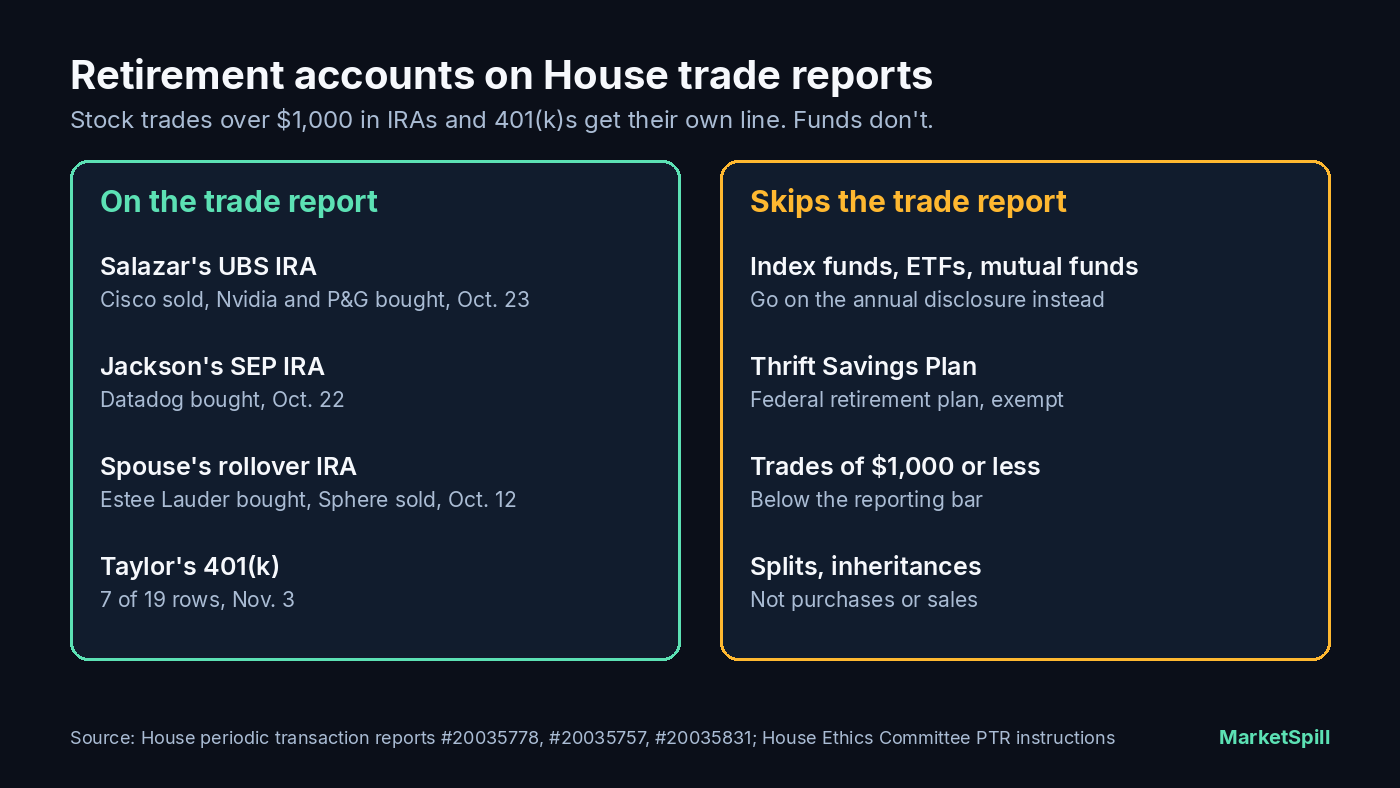 Retirement accounts on House trade reports
Stock trades over $1,000 in IRAs and 401(k)s get their own line. Funds don't.
On the trade report
Salazar's UBS IRA
Cisco sold, Nvidia and P&G bought, Oct. 23
Jackson's SEP IRA
Datadog bought, Oct. 22
Spouse's rollover IRA
Estee Lauder bought, Sphere sold, Oct. 12
Taylor's 401(k)
7 of 19 rows, Nov. 3
Skips the trade report
Index funds, ETFs, mutual funds
Go on the annual disclosure instead
Thrift Savings Plan
Federal retirement plan, exempt
Trades of $1,000 or less
Below the reporting bar
Splits, inheritances
Not purchases or sales
Source: House periodic transaction reports #20035778, #20035757, #20035831; House Ethics Committee PTR instructions
MarketSpill